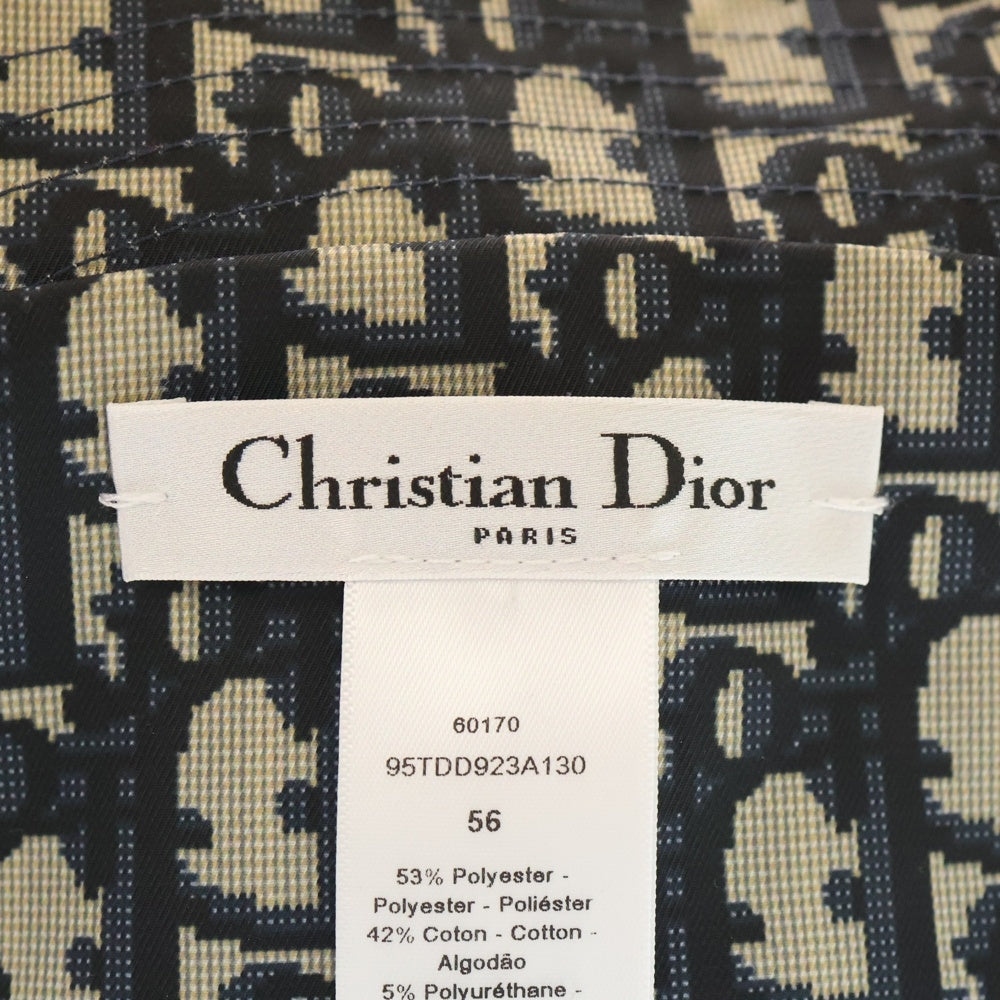 Christian Dior
PARIS
60170
95TDD923A130
56
53% Polyester -
Polyester - Poliéster
42% Coton - Cotton -
Algodão
5% Polyuréthane -